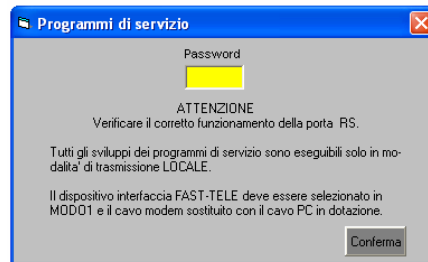 Programmi di servizio
Password
ATTENZIONE
Verificare il corretto funzionamento della porta RS.
Tutti gli sviluppi dei programmi di servizio sono eseguibili solo in mo-
dalita' di trasmissione LOCALE.
Il dispositivo interfaccia FAST-TELE deve essere selezionato in
MODO1 e il cavo modem sostituito con il cavo PC in dotazione.
Conferma